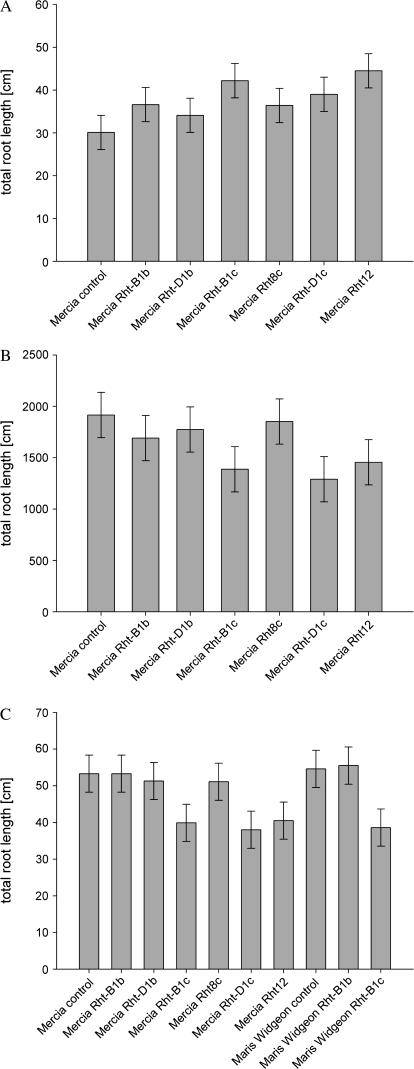 A
total root length [cm]
60
50
40
30
20
10
0
Mercia control
Mercia Rht-B1b
Mercia Rht-D1b
Mercia Rht-B1c
Mercia Rht8c
Mercia Rht-D1c
Mercia Rht12
B
total root length [cm]
2500
2000
1500
1000
500
0
Mercia control
Mercia Rht-B1b
Mercia Rht-D1b
Mercia Rht-B1c
Mercia Rht8c
Mercia Rht-D1c
Mercia Rht12
C
total root length [cm]
70
60
50
40
30
20
10
0
Mercia control
Mercia Rht-B1b
Mercia Rht-D1b
Mercia Rht-B1c
Mercia Rht8c
Mercia Rht-D1c
Mercia Rht12
Maris Widgeon control
Maris Widgeon Rht-B1b
Maris Widgeon Rht-B1c